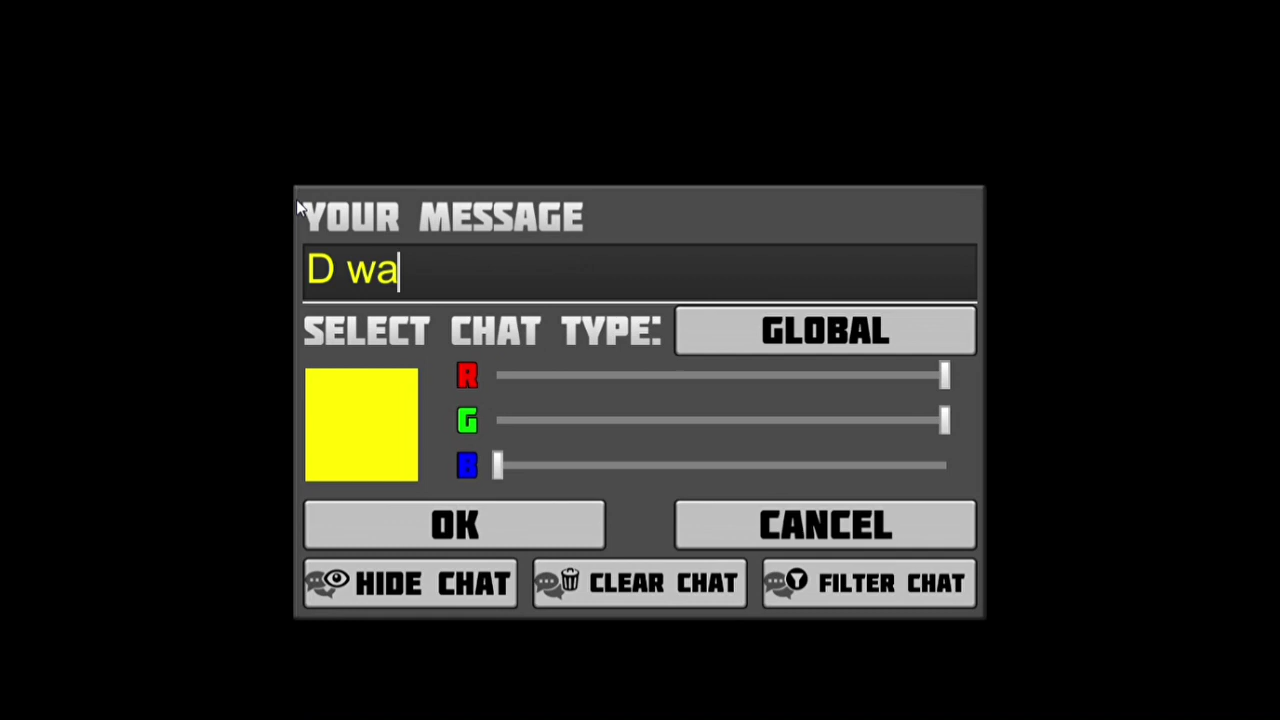 YOUR MESSAGE
D wa
SELECT CHAT TYPE: GLOBAL
R
G
B
OK CANCEL
HIDE CHAT CLEAR CHAT FILTER CHAT